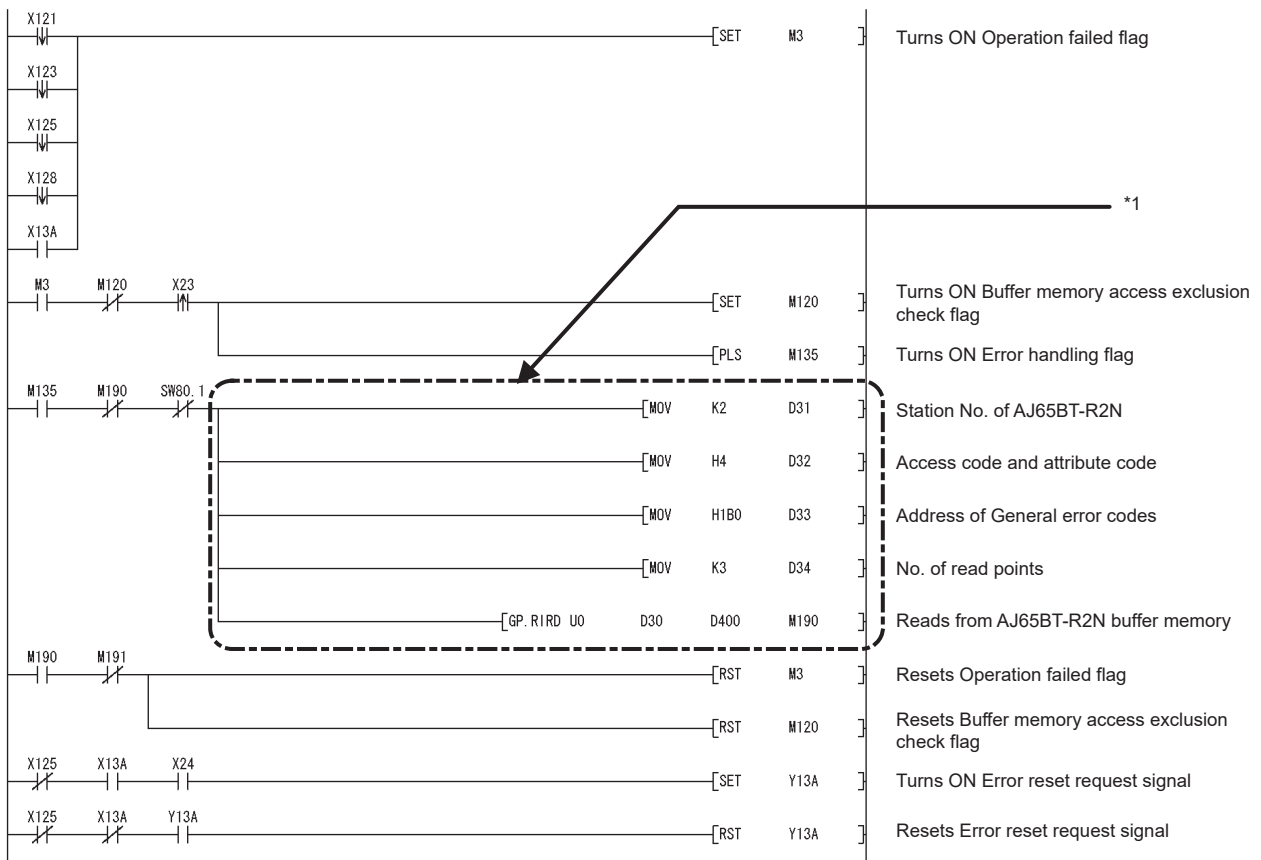 X121
[SET M3 ] Turns ON Operation failed flag
X123
X125
X128
*1
X13A
M3 M120 X23
[SET M120 ] Turns ON Buffer memory access exclusion
check flag
[PLS M135 ] Turns ON Error handling flag
M135 M190 SW80.1
[MOV K2 D31 ] Station No. of AJ65BT-R2N
[MOV H4 D32 ] Access code and attribute code
[MOV H1B0 D33 ] Address of General error codes
[MOV K3 D34 ] No. of read points
[GP.RIRD U0 D30 D400 M190 ] Reads from AJ65BT-R2N buffer memory
M190 M191
[RST M3 ] Resets Operation failed flag
[RST M120 ] Resets Buffer memory access exclusion
check flag
X125 X13A X24
[SET Y13A ] Turns ON Error reset request signal
X125 X13A Y13A
[RST Y13A ] Resets Error reset request signal